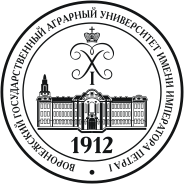 ВОРОНЕЖСКИЙ ГОСУДАРСТВЕННЫЙ АГРАРНЫЙ УНИВЕРСИТЕТ ИМЕНИ ИМПЕРАТОРА ПЕТРА I
I
1912